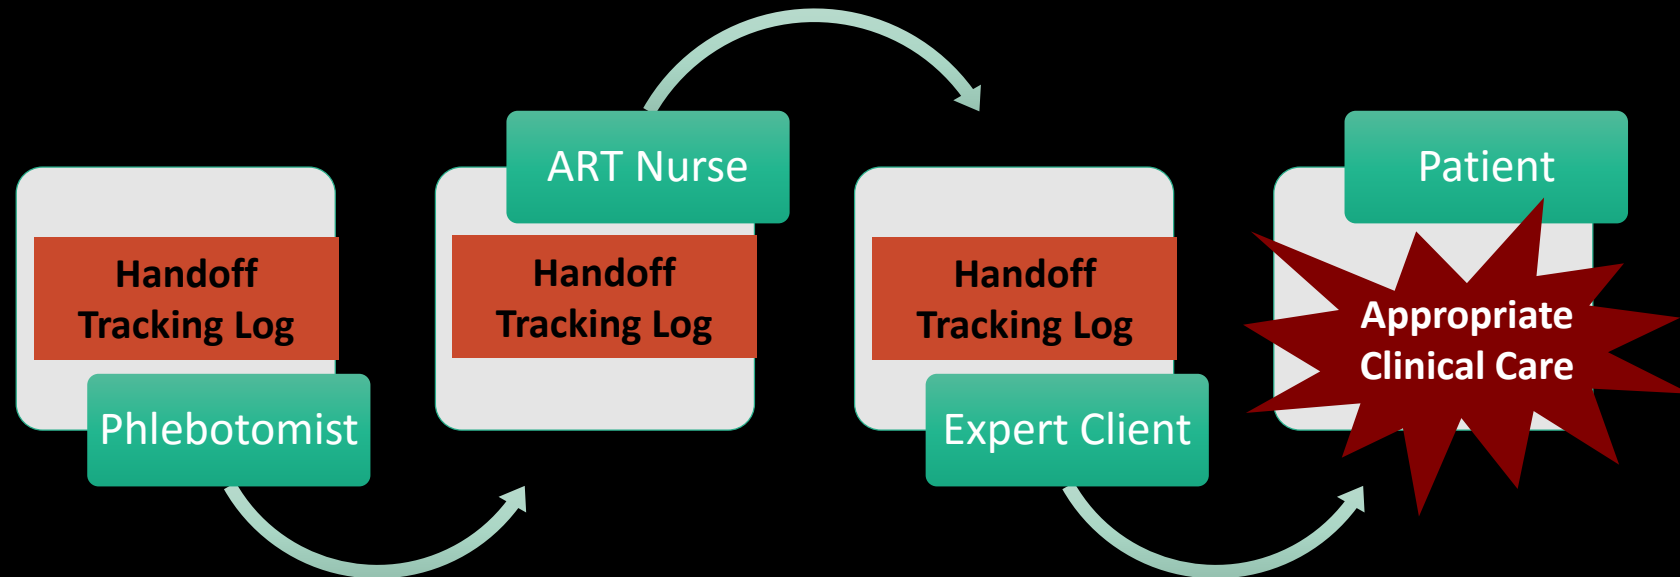 Handoff
Tracking Log
Phlebotomist
ART Nurse
Handoff
Tracking Log
Handoff
Tracking Log
Expert Client
Patient
Appropriate
Clinical Care